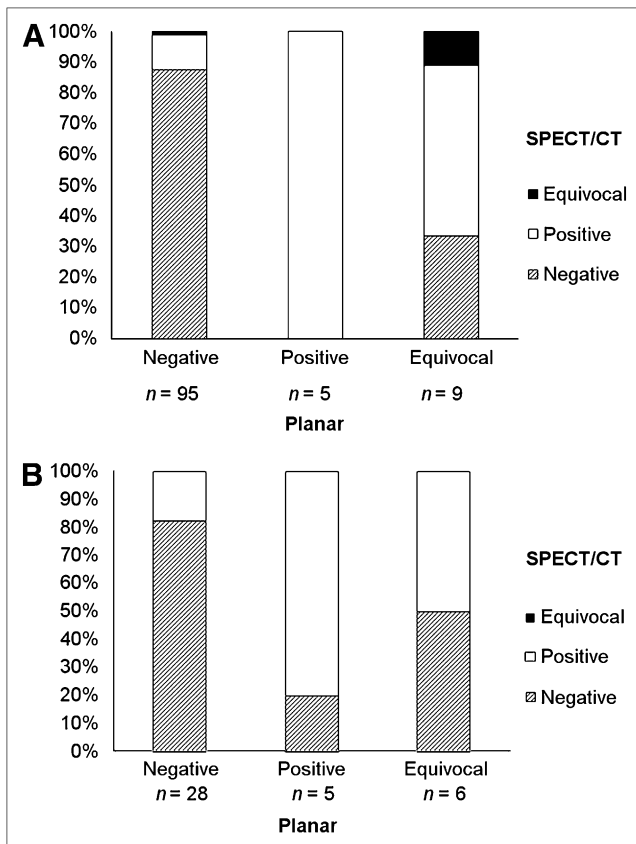 A
100%
90%
80%
70%
60%
50%
40%
30%
20%
10%
0%
SPECT/CT
Equivocal
Positive
Negative
Negative Positive Equivocal
n = 95 n = 5 n = 9
Planar
B
100%
90%
80%
70%
60%
50%
40%
30%
20%
10%
0%
SPECT/CT
Equivocal
Positive
Negative
Negative Positive Equivocal
n = 28 n = 5 n = 6
Planar